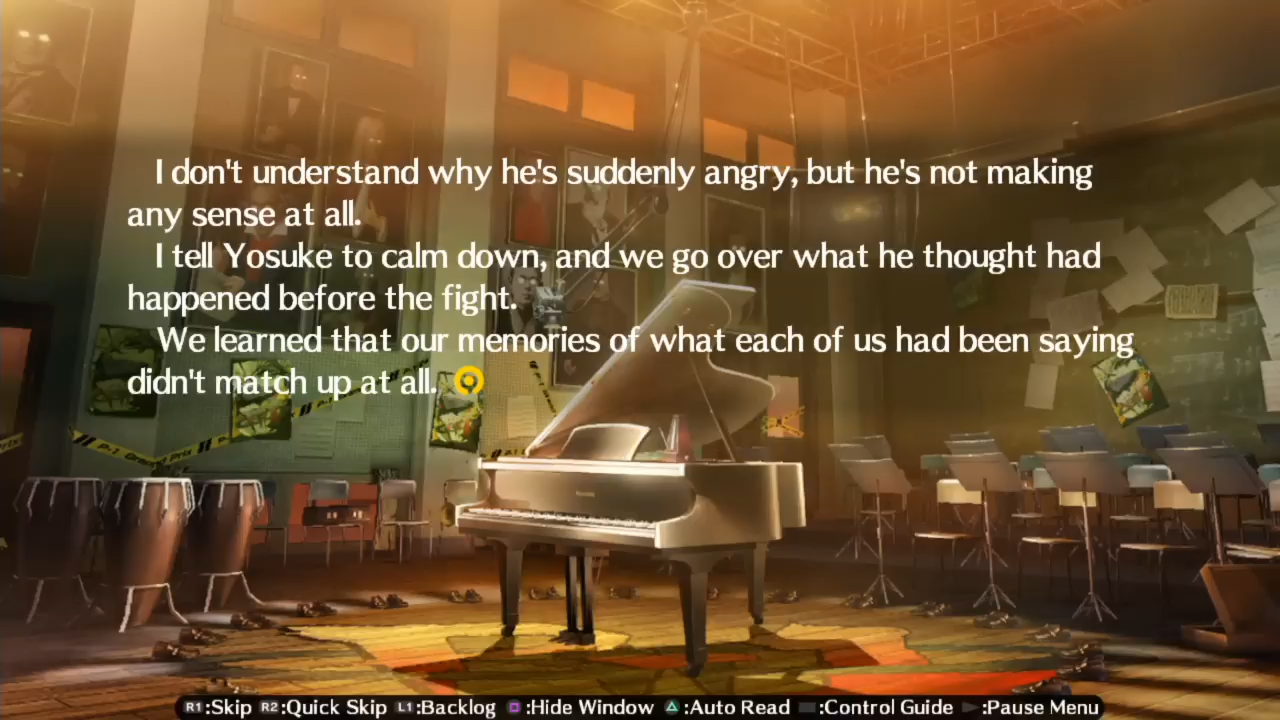 I don't understand why he's suddenly angry, but he's not making
any sense at all.
I tell Yosuke to calm down, and we go over what he thought had
happened before the fight.
We learned that our memories of what each of us had been saying
didn't match up at all.
P-1 Grand Prix
R1:Skip R2:Quick Skip L1:Backlog :Hide Window :Auto Read :Control Guide :Pause Menu